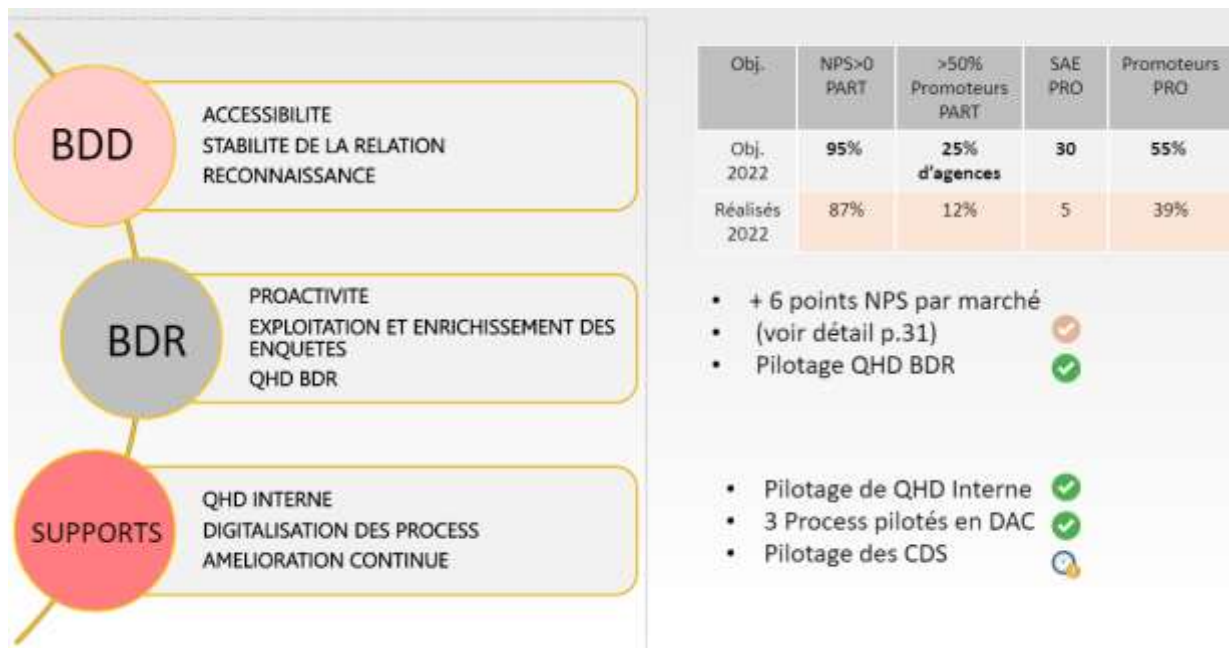 BDD
ACCESSIBILITE
STABILITE DE LA RELATION
RECONNAISSANCE
BDR
PROACTIVITE
EXPLOITATION ET ENRICHISSEMENT DES
ENQUETES
QHD BDR
SUPPORTS
QHD INTERNE
DIGITALISATION DES PROCESS
AMELIORATION CONTINUE
Obj. NPS>0 >50% SAE Promoteurs
PART Promoteurs PRO PRO
PART
Obj. 95% 25% 30 55%
2022 d'agences
Réalisés 87% 12% 5 39%
2022
• + 6 points NPS par marché
• (voir détail p.31)
• Pilotage QHD BDR
• Pilotage de QHD Interne
• 3 Process pilotés en DAC
• Pilotage des CDS